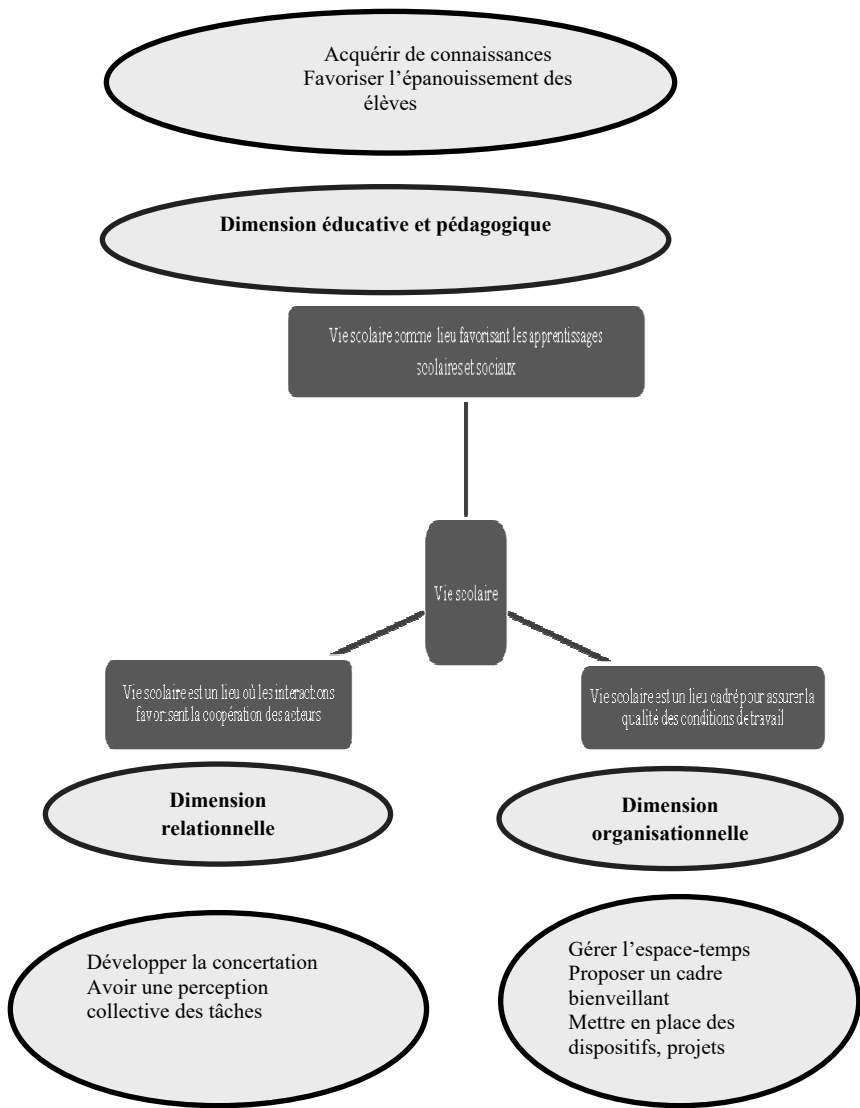 Acquérir de connaissances
Favoriser l’épanouissement des
élèves
Dimension éducative et pédagogique
Vie scolaire comme lieu favorisant les apprentissages
scolaires et sociaux
Vie scolaire
Vie scolaire est un lieu où les interactions
favorisent la coopération des acteurs
Vie scolaire est un lieu cadré pour assurer la
qualité des conditions de travail
Dimension
relationnelle
Dimension
organisationnelle
Développer la concertation
Avoir une perception
collective des tâches
Gérer l’espace-temps
Proposer un cadre
bienveillant
Mettre en place des
dispositifs, projets